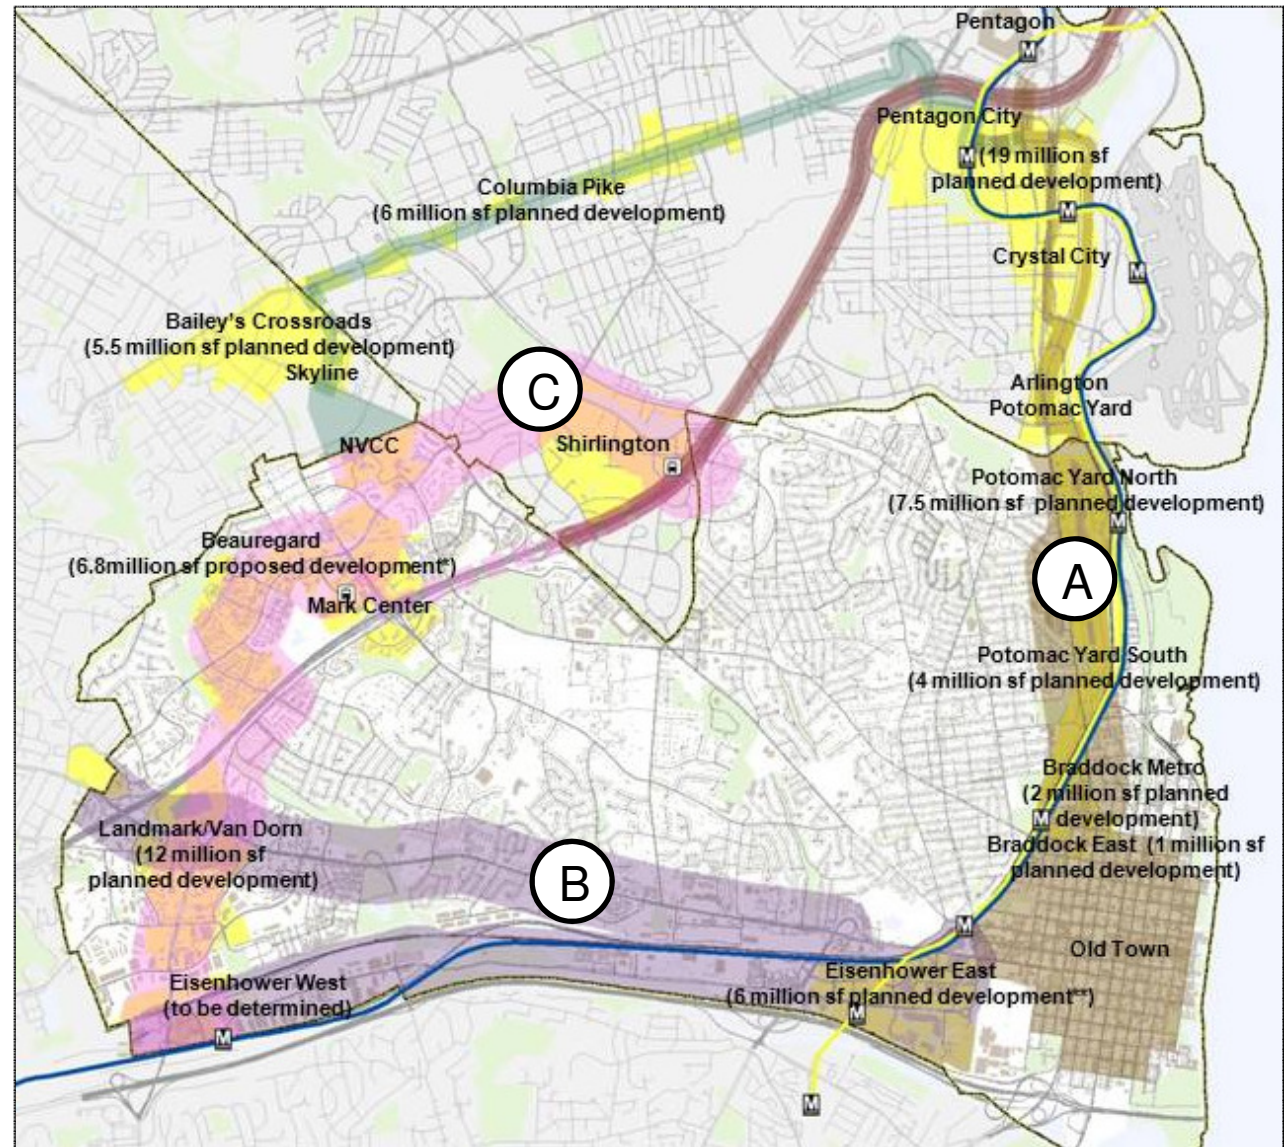 Pentagon
M
Pentagon City
M (19 million sf
planned development)
M
Columbia Pike
(6 million sf planned development)
Crystal City
M
Bailey's Crossroads
(5.5 million sf planned development)
Skyline
C
Arlington
Potomac Yard
NVCC
Shirlington
Potomac Yard North
(7.5 million sf planned development)
M
Beauregard
(6.8million sf proposed development*)
A
Mark Center
Potomac Yard South
(4 million sf planned development)
Braddock Metro
(2 million sf planned
M development)
Braddock East (1 million sf
planned development)
Landmark/Van Dorn
(12 million sf
planned development)
B
M
Old Town
Eisenhower East
(6 million sf planned development**)
M
Eisenhower West
(to be determined)
M
M